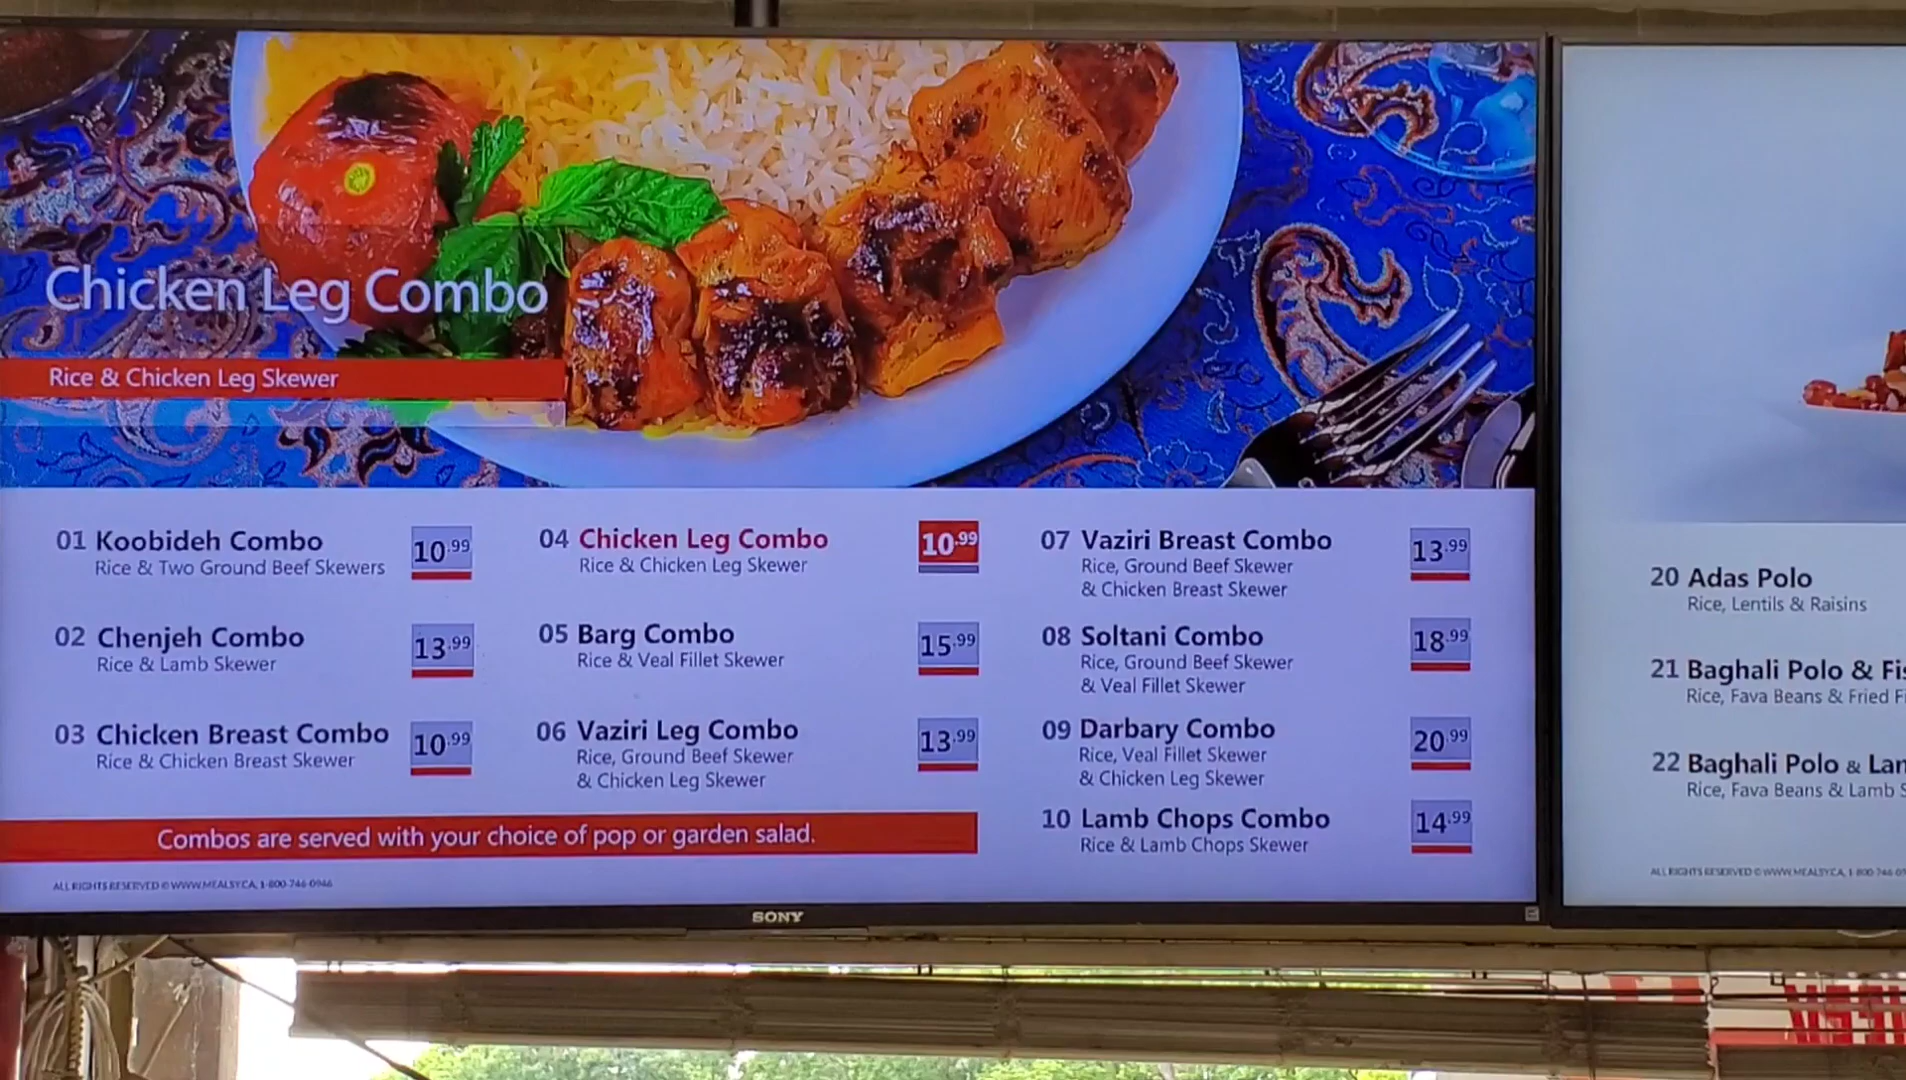 Chicken Leg Combo
Rice & Chicken Leg Skewer
01 Koobideh Combo 10.99
Rice & Two Ground Beef Skewers
02 Chenjeh Combo 13.99
Rice & Lamb Skewer
03 Chicken Breast Combo 10.99
Rice & Chicken Breast Skewer
04 Chicken Leg Combo 10.99
Rice & Chicken Leg Skewer
05 Barg Combo 15.99
Rice & Veal Fillet Skewer
06 Vaziri Leg Combo 13.99
Rice, Ground Beef Skewer
& Chicken Leg Skewer
07 Vaziri Breast Combo 13.99
Rice, Ground Beef Skewer
& Chicken Breast Skewer
08 Soltani Combo 18.99
Rice, Ground Beef Skewer
& Veal Fillet Skewer
09 Darbary Combo 20.99
Rice, Veal Fillet Skewer
& Chicken Leg Skewer
10 Lamb Chops Combo 14.99
Rice & Lamb Chops Skewer
Combos are served with your choice of pop or garden salad.
ALL RIGHTS RESERVED © WWW.MEALSY.CA, 1-800-746-0946
SONY
20 Adas Polo
Rice, Lentils & Raisins
21 Baghali Polo &
Rice, Fava Beans & Fried
22 Baghali Polo &
Rice, Fava Beans & Lamb
ALL RIGHTS RESERVED © WWW.MEALSY.CA,